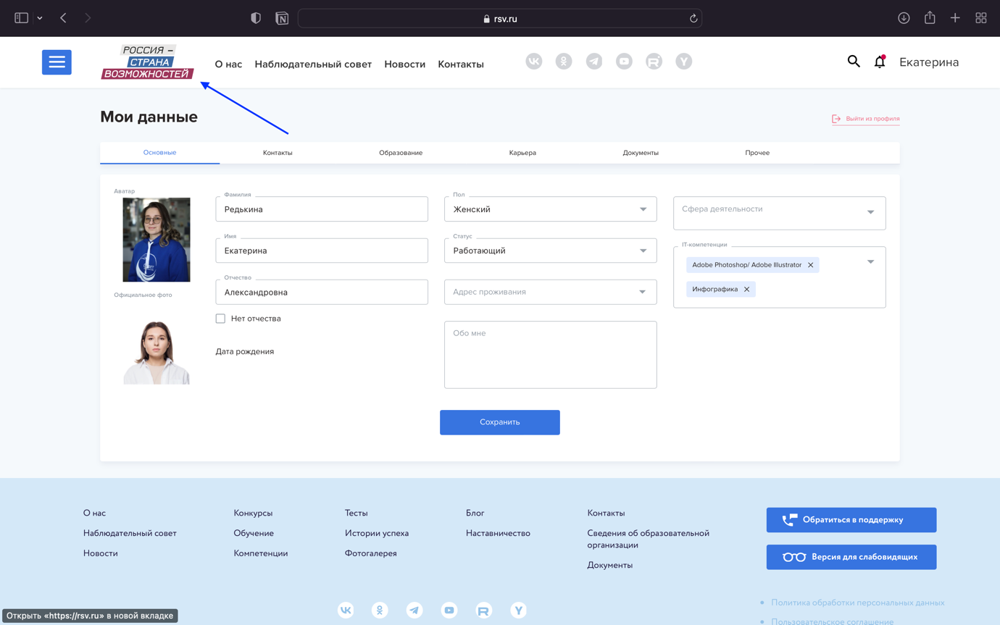 rsv.ru
РОССИЯ –
СТРАНА
ВОЗМОЖНОСТЕЙ
О нас Наблюдательный совет Новости Контакты
Екатерина
Мои данные
Выйти из профиля
Основные Контакты Образование Карьера Документы Прочее
Аватар
Официальное фото
Фамилия
Редькина
Имя
Екатерина
Отчество
Александровна
Нет отчества
Дата рождения
Пол
Женский
Статус
Работающий
Адрес проживания
Обо мне
Сфера деятельности
IT-компетенции
Adobe Photoshop/ Adobe Illustrator
Инфографика
Сохранить
О нас
Наблюдательный совет
Новости
Конкурсы
Обучение
Компетенции
Тесты
Истории успеха
Фотогалерея
Блог
Наставничество
Контакты
Сведения об образовательной
организации
Документы
Обратиться в поддержку
Версия для слабовидящих
Политика обработки персональных данных
Пользовательское соглашение
Открыть «https://rsv.ru» в новой вкладке